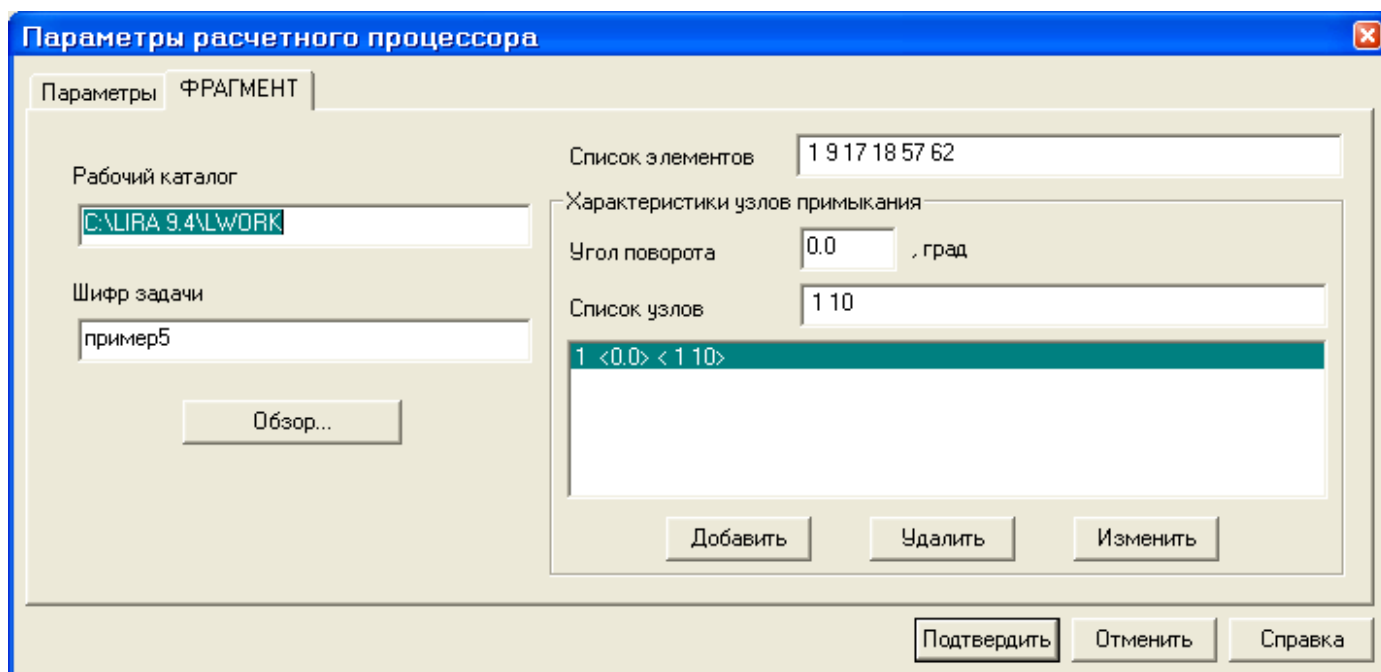 Параметры расчетного процессора
Параметры ФРАГМЕНТ
Рабочий каталог
C:\LIRA 9.4\LWORK
Шифр задачи
пример5
Обзор...
Список элементов 1 9 17 18 57 62
Характеристики узлов примыкания
Угол поворота 0.0 , град
Список узлов 1 10
1 <0.0> < 1 10>
Добавить Удалить Изменить
Подтвердить Отменить Справка